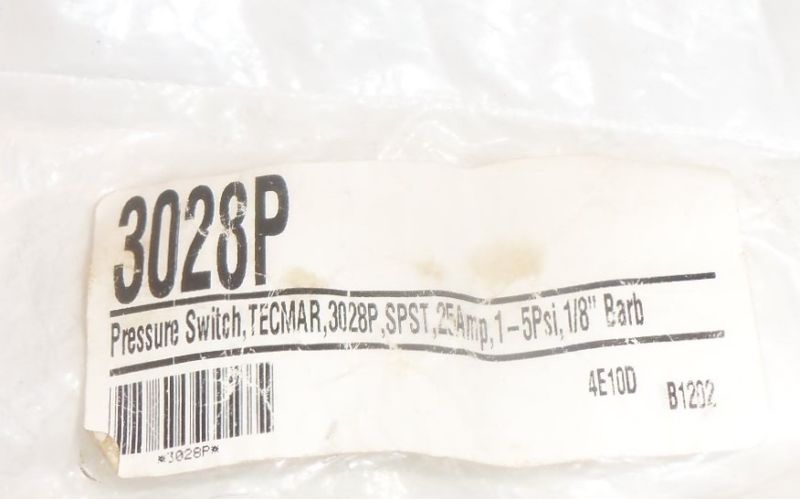 3028P
Pressure Switch,TECMAR,3028P,SPST,25Amp,1-5Psi,1/8" Barb
4E10D B1202
*3028P*